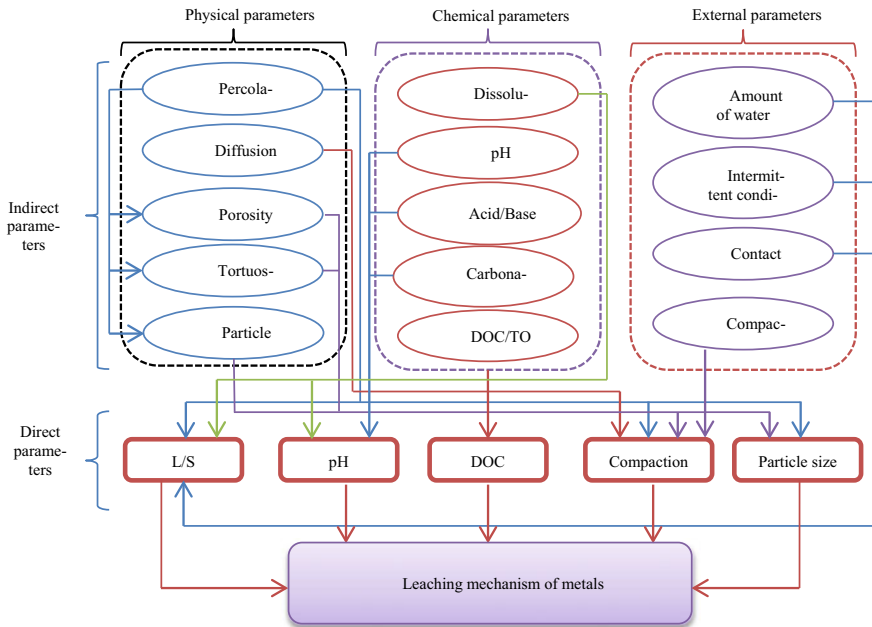 Physical parameters
Chemical parameters
External parameters
Indirect
parame-
ters
Percola-
Diffusion
Porosity
Tortuos-
Particle
Dissolu-
pH
Acid/Base
Carbona-
DOC/TO
Amount
of water
Intermit-
tent condi-
Contact
Compac-
Direct
parame-
ters
L/S
pH
DOC
Compaction
Particle size
Leaching mechanism of metals